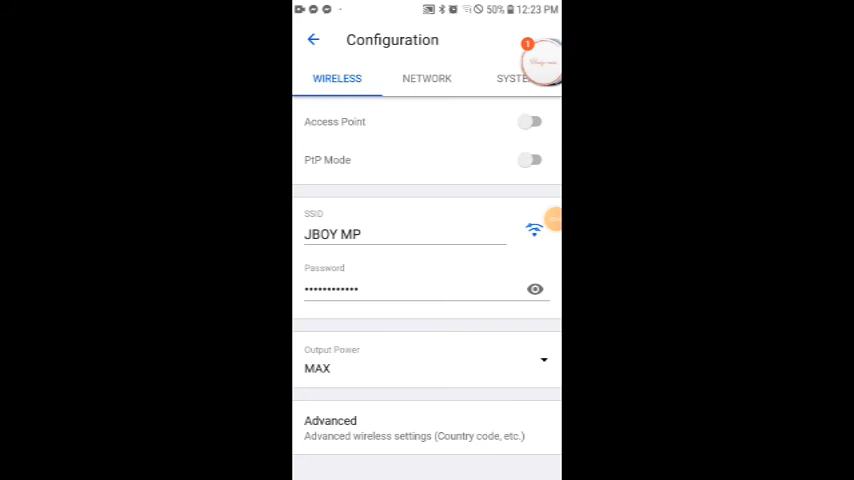 50% 12:23 PM
Configuration
1
WIRELESS NETWORK SYSTE
Access Point
PtP Mode
SSID
JBOY MP
Password
••••••••••••
Output Power
MAX
Advanced
Advanced wireless settings (Country code, etc.)